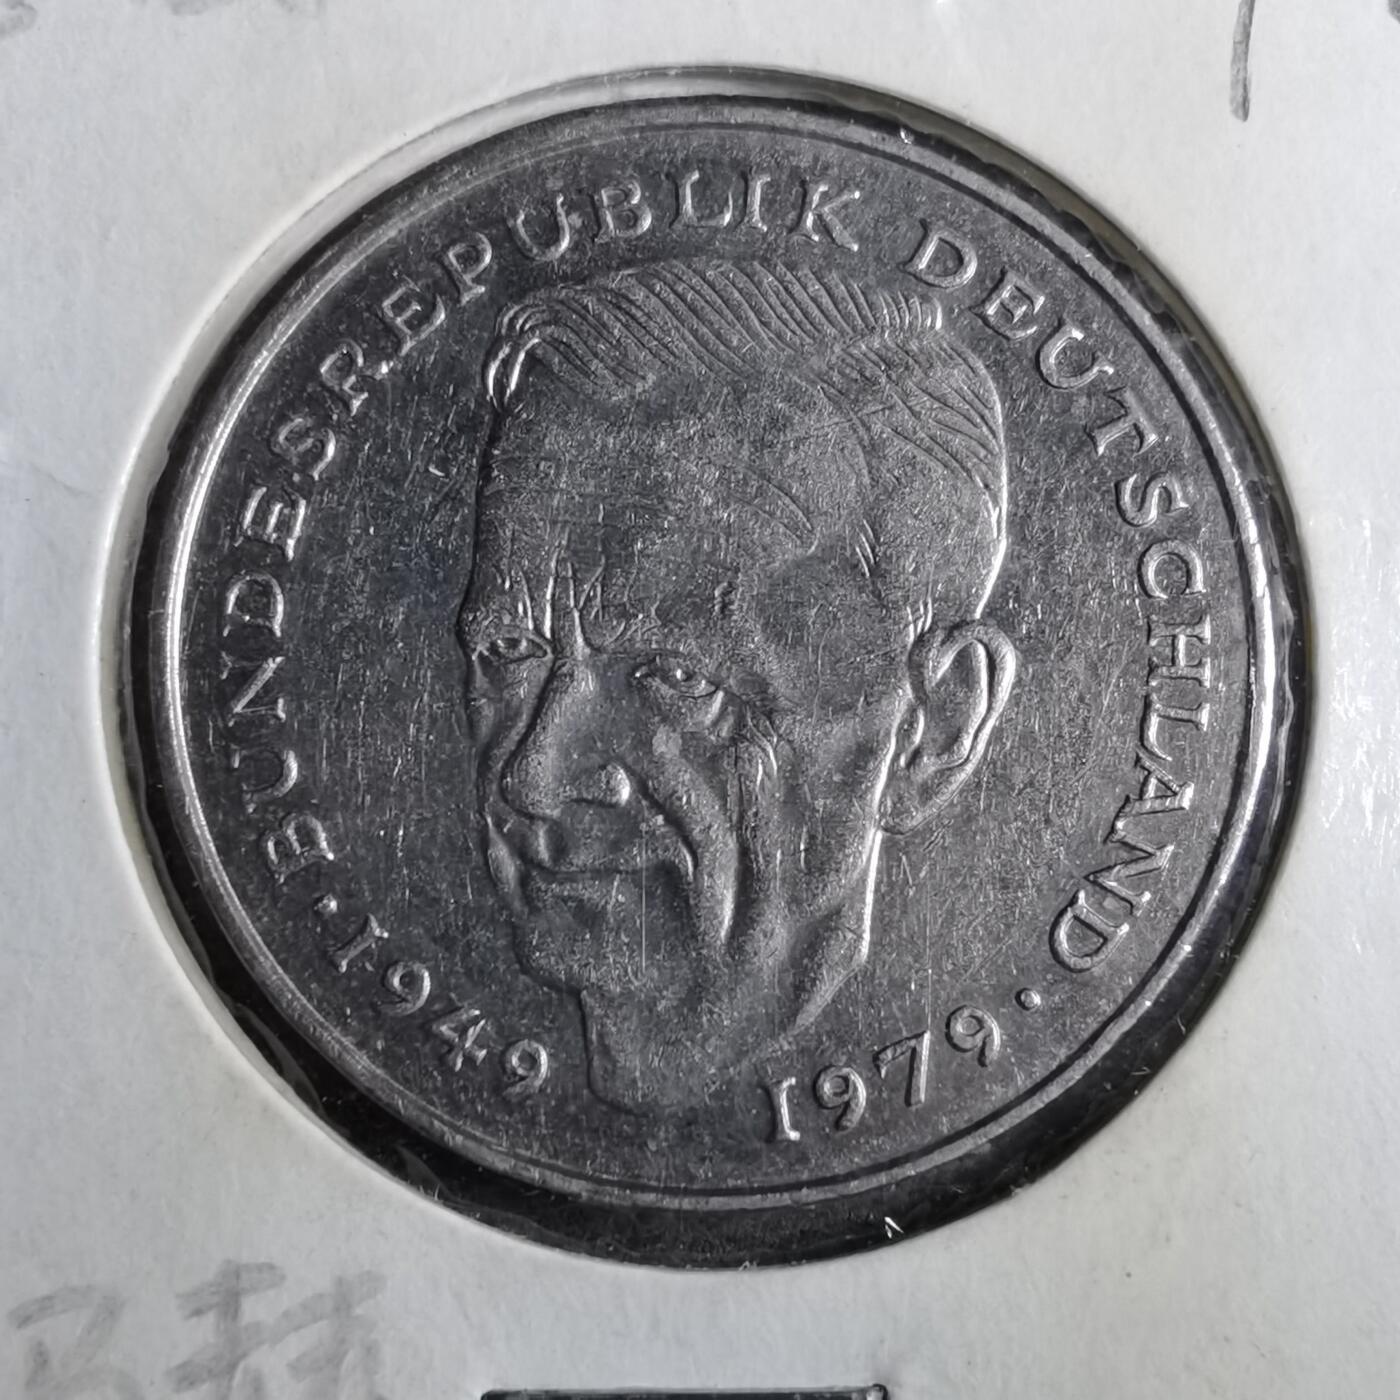 BUNDESREPUBLIK DEUTSCHLAND
· 1949
1979 ·